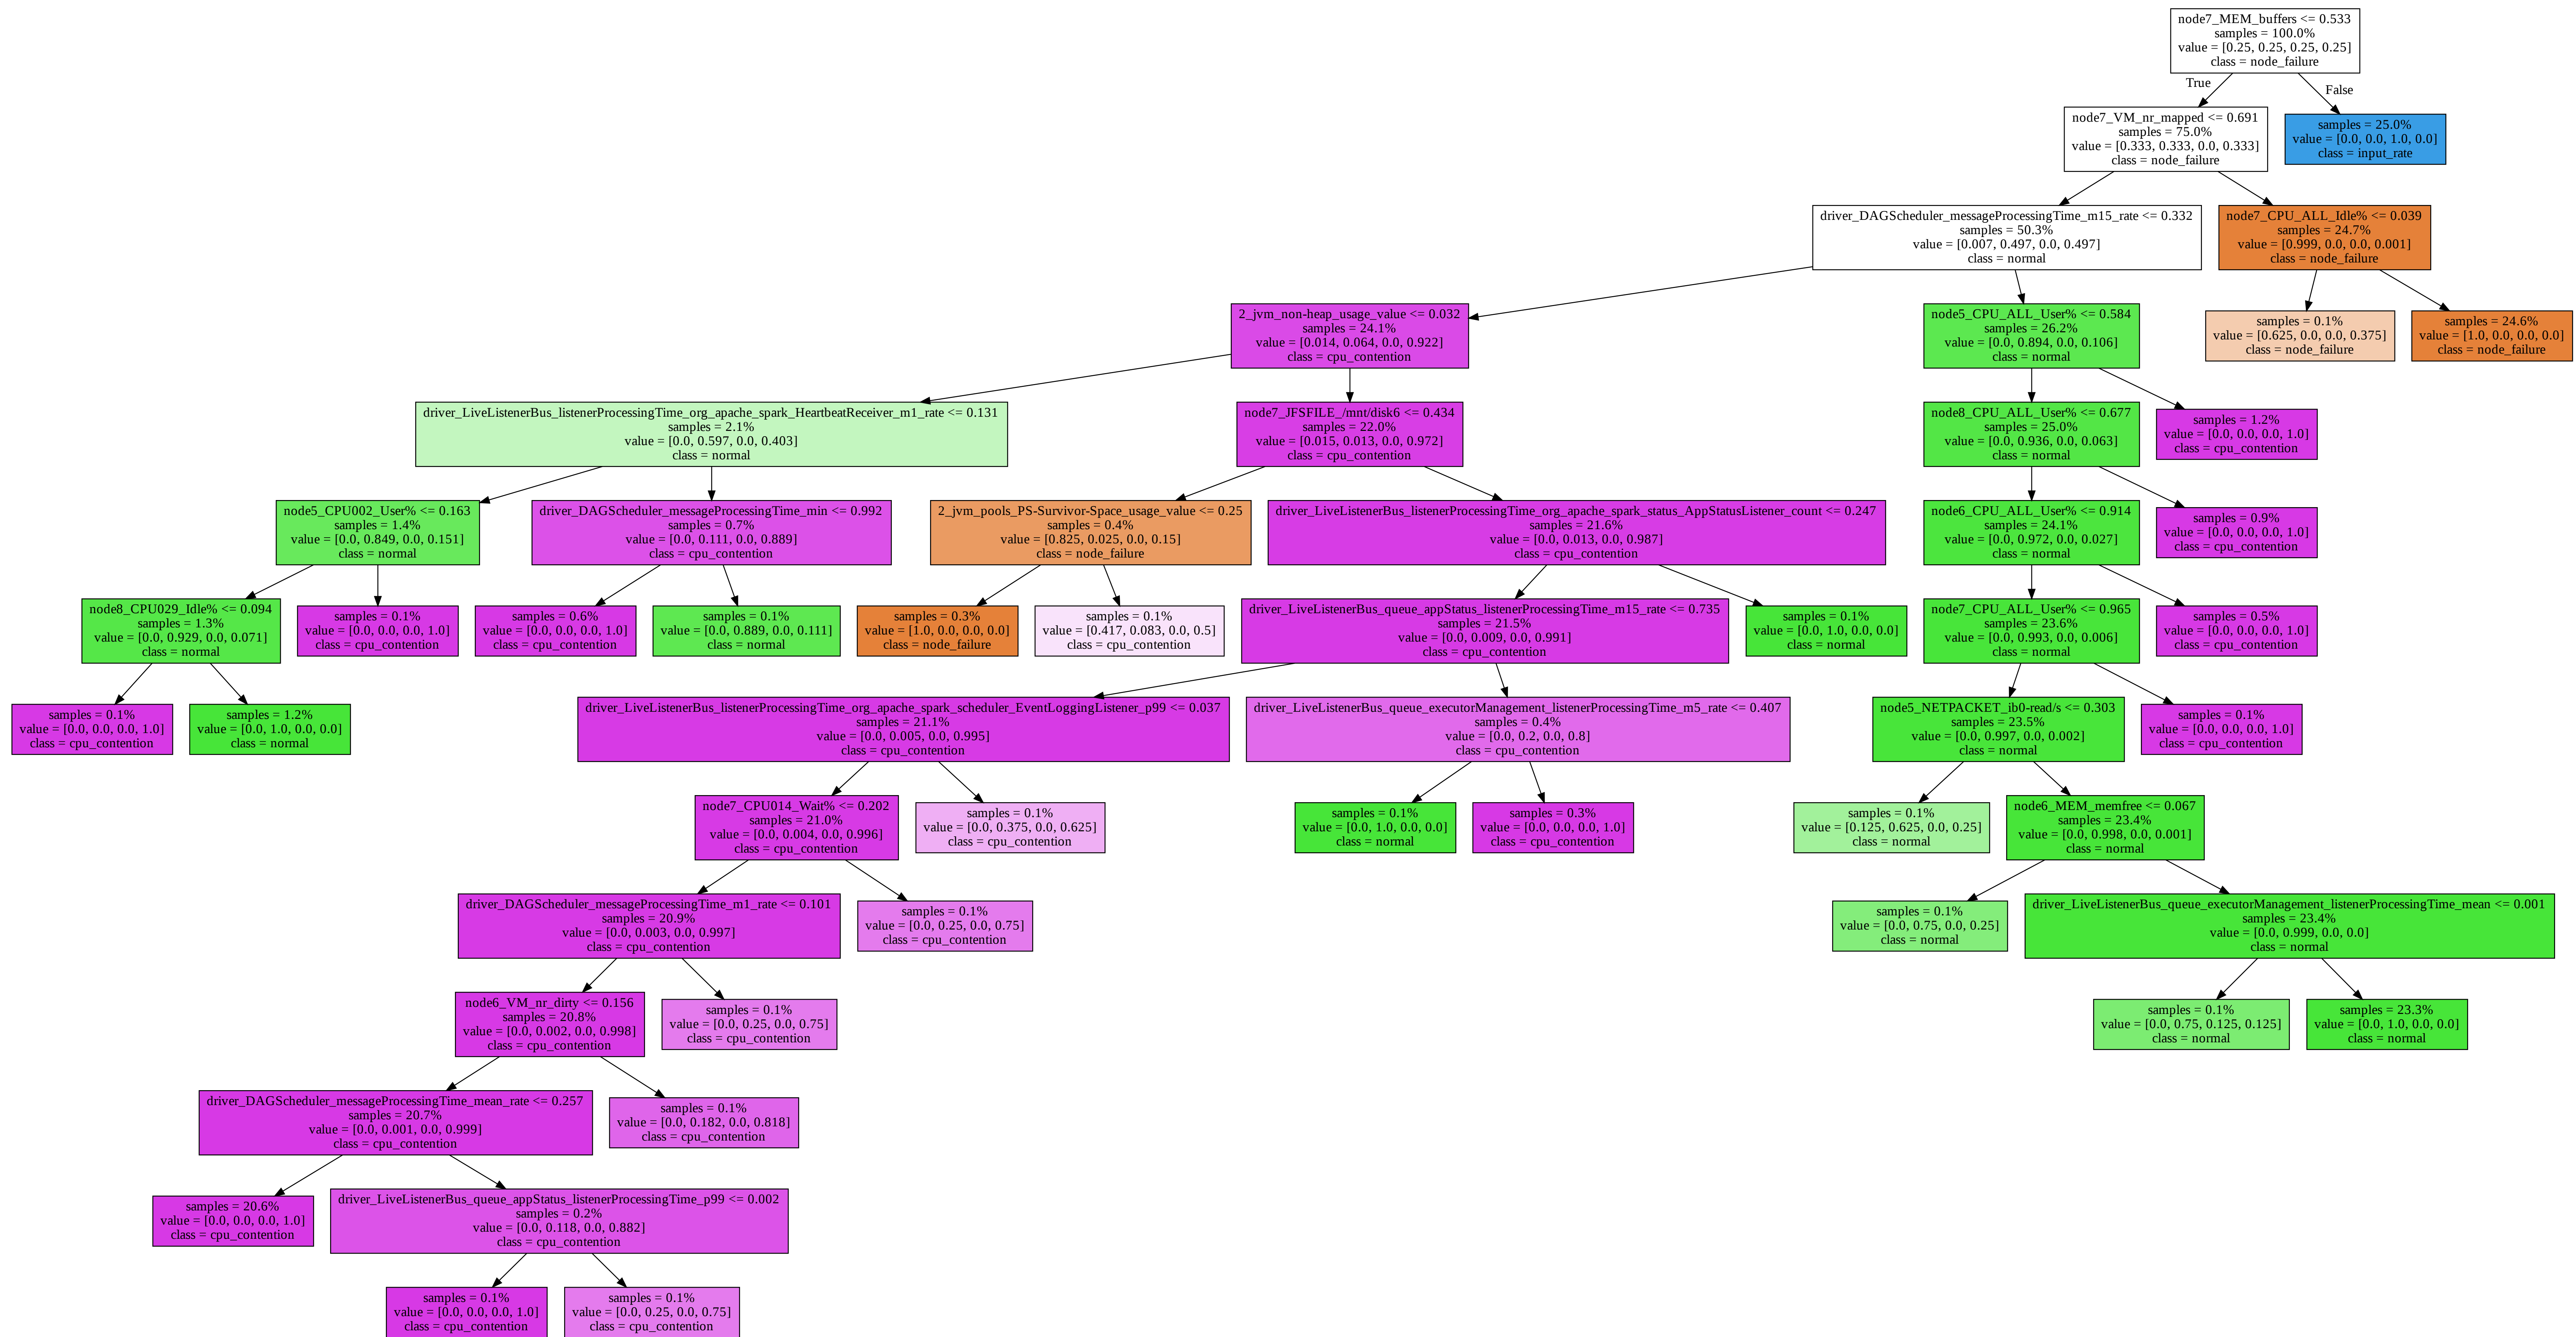 node7_MEM_buffers <= 0.533
samples = 100.0%
value = [0.25, 0.25, 0.25, 0.25]
class = node_failure
True
False
node7_VM_nr_mapped <= 0.691
samples = 75.0%
value = [0.333, 0.333, 0.0, 0.333]
class = node_failure
samples = 25.0%
value = [0.0, 0.0, 1.0, 0.0]
class = input_rate
driver_DAGScheduler_messageProcessingTime_m15_rate <= 0.332
samples = 50.3%
value = [0.007, 0.497, 0.0, 0.497]
class = normal
node7_CPU_ALL_Idle% <= 0.039
samples = 24.7%
value = [0.999, 0.0, 0.0, 0.001]
class = node_failure
2_jvm_non-heap_usage_value <= 0.032
samples = 24.1%
value = [0.014, 0.064, 0.0, 0.922]
class = cpu_contention
node5_CPU_ALL_User% <= 0.584
samples = 26.2%
value = [0.0, 0.894, 0.0, 0.106]
class = normal
samples = 0.1%
value = [0.625, 0.0, 0.0, 0.375]
class = node_failure
samples = 24.6%
value = [1.0, 0.0, 0.0, 0.0]
class = node_failure
driver_LiveListenerBus_listenerProcessingTime_org_apache_spark_HeartbeatReceiver_m1_rate <= 0.131
samples = 2.1%
value = [0.0, 0.597, 0.0, 0.403]
class = normal
node7_JFSFILE_/mnt/disk6 <= 0.434
samples = 22.0%
value = [0.015, 0.013, 0.0, 0.972]
class = cpu_contention
node8_CPU_ALL_User% <= 0.677
samples = 25.0%
value = [0.0, 0.936, 0.0, 0.063]
class = normal
samples = 1.2%
value = [0.0, 0.0, 0.0, 1.0]
class = cpu_contention
node5_CPU002_User% <= 0.163
samples = 1.4%
value = [0.0, 0.849, 0.0, 0.151]
class = normal
driver_DAGScheduler_messageProcessingTime_min <= 0.992
samples = 0.7%
value = [0.0, 0.111, 0.0, 0.889]
class = cpu_contention
2_jvm_pools_PS-Survivor-Space_usage_value <= 0.25
samples = 0.4%
value = [0.825, 0.025, 0.0, 0.15]
class = node_failure
driver_LiveListenerBus_listenerProcessingTime_org_apache_spark_status_AppStatusListener_count <= 0.247
samples = 21.6%
value = [0.0, 0.013, 0.0, 0.987]
class = cpu_contention
node6_CPU_ALL_User% <= 0.914
samples = 24.1%
value = [0.0, 0.972, 0.0, 0.027]
class = normal
samples = 0.9%
value = [0.0, 0.0, 0.0, 1.0]
class = cpu_contention
node8_CPU029_Idle% <= 0.094
samples = 1.3%
value = [0.0, 0.929, 0.0, 0.071]
class = normal
samples = 0.1%
value = [0.0, 0.0, 0.0, 1.0]
class = cpu_contention
samples = 0.6%
value = [0.0, 0.0, 0.0, 1.0]
class = cpu_contention
samples = 0.1%
value = [0.0, 0.889, 0.0, 0.111]
class = normal
samples = 0.3%
value = [1.0, 0.0, 0.0, 0.0]
class = node_failure
samples = 0.1%
value = [0.417, 0.083, 0.0, 0.5]
class = cpu_contention
driver_LiveListenerBus_queue_appStatus_listenerProcessingTime_m15_rate <= 0.735
samples = 21.5%
value = [0.0, 0.009, 0.0, 0.991]
class = cpu_contention
samples = 0.1%
value = [0.0, 1.0, 0.0, 0.0]
class = normal
node7_CPU_ALL_User% <= 0.965
samples = 23.6%
value = [0.0, 0.993, 0.0, 0.006]
class = normal
samples = 0.5%
value = [0.0, 0.0, 0.0, 1.0]
class = cpu_contention
samples = 0.1%
value = [0.0, 0.0, 0.0, 1.0]
class = cpu_contention
samples = 1.2%
value = [0.0, 1.0, 0.0, 0.0]
class = normal
driver_LiveListenerBus_listenerProcessingTime_org_apache_spark_scheduler_EventLoggingListener_p99 <= 0.037
samples = 21.1%
value = [0.0, 0.005, 0.0, 0.995]
class = cpu_contention
driver_LiveListenerBus_queue_executorManagement_listenerProcessingTime_m5_rate <= 0.407
samples = 0.4%
value = [0.0, 0.2, 0.0, 0.8]
class = cpu_contention
node5_NETPACKET_ib0-read/s <= 0.303
samples = 23.5%
value = [0.0, 0.997, 0.0, 0.002]
class = normal
samples = 0.1%
value = [0.0, 0.0, 0.0, 1.0]
class = cpu_contention
node7_CPU014_Wait% <= 0.202
samples = 21.0%
value = [0.0, 0.004, 0.0, 0.996]
class = cpu_contention
samples = 0.1%
value = [0.0, 0.375, 0.0, 0.625]
class = cpu_contention
samples = 0.1%
value = [0.0, 1.0, 0.0, 0.0]
class = normal
samples = 0.3%
value = [0.0, 0.0, 0.0, 1.0]
class = cpu_contention
samples = 0.1%
value = [0.125, 0.625, 0.0, 0.25]
class = normal
node6_MEM_memfree <= 0.067
samples = 23.4%
value = [0.0, 0.998, 0.0, 0.001]
class = normal
driver_DAGScheduler_messageProcessingTime_m1_rate <= 0.101
samples = 20.9%
value = [0.0, 0.003, 0.0, 0.997]
class = cpu_contention
samples = 0.1%
value = [0.0, 0.25, 0.0, 0.75]
class = cpu_contention
samples = 0.1%
value = [0.0, 0.75, 0.0, 0.25]
class = normal
driver_LiveListenerBus_queue_executorManagement_listenerProcessingTime_mean <= 0.001
samples = 23.4%
value = [0.0, 0.999, 0.0, 0.0]
class = normal
node6_VM_nr_dirty <= 0.156
samples = 20.8%
value = [0.0, 0.002, 0.0, 0.998]
class = cpu_contention
samples = 0.1%
value = [0.0, 0.25, 0.0, 0.75]
class = cpu_contention
samples = 0.1%
value = [0.0, 0.75, 0.125, 0.125]
class = normal
samples = 23.3%
value = [0.0, 1.0, 0.0, 0.0]
class = normal
driver_DAGScheduler_messageProcessingTime_mean_rate <= 0.257
samples = 20.7%
value = [0.0, 0.001, 0.0, 0.999]
class = cpu_contention
samples = 0.1%
value = [0.0, 0.182, 0.0, 0.818]
class = cpu_contention
samples = 20.6%
value = [0.0, 0.0, 0.0, 1.0]
class = cpu_contention
driver_LiveListenerBus_queue_appStatus_listenerProcessingTime_p99 <= 0.002
samples = 0.2%
value = [0.0, 0.118, 0.0, 0.882]
class = cpu_contention
samples = 0.1%
value = [0.0, 0.0, 0.0, 1.0]
class = cpu_contention
samples = 0.1%
value = [0.0, 0.25, 0.0, 0.75]
class = cpu_contention